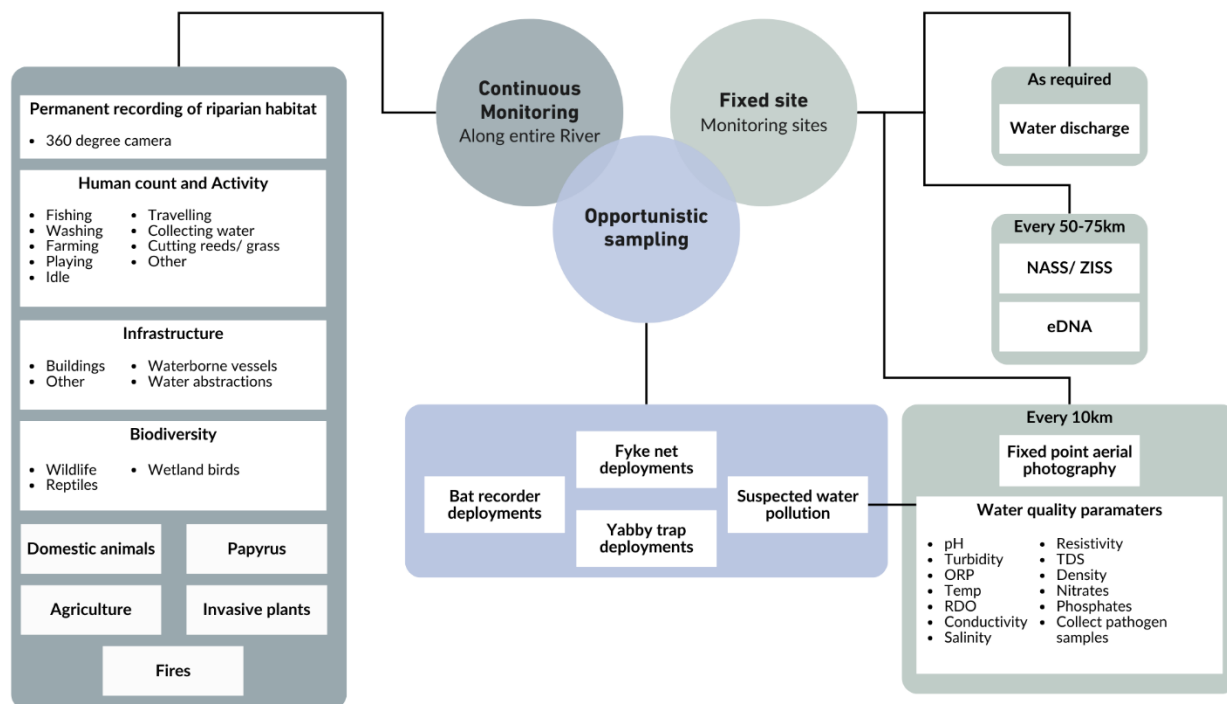 Continuous
Monitoring
Along entire River
Fixed site
Monitoring sites
Opportunistic
sampling
Permanent recording of riparian habitat
• 360 degree camera
Human count and Activity
• Fishing
• Washing
• Farming
• Playing
• Idle
• Travelling
• Collecting water
• Cutting reeds/ grass
• Other
Infrastructure
• Buildings
• Other
• Waterborne vessels
• Water abstractions
Biodiversity
• Wildlife
• Reptiles
• Wetland birds
Domestic animals
Papyrus
Agriculture
Invasive plants
Fires
Bat recorder
deployments
Fyke net
deployments
Yabby trap
deployments
Suspected water
pollution
As required
Water discharge
Every 50-75km
NASS/ ZISS
eDNA
Every 10km
Fixed point aerial
photography
Water quality paramaters
• pH
• Turbidity
• ORP
• Temp
• RDO
• Conductivity
• Salinity
• Resistivity
• TDS
• Density
• Nitrates
• Phosphates
• Collect pathogen
samples